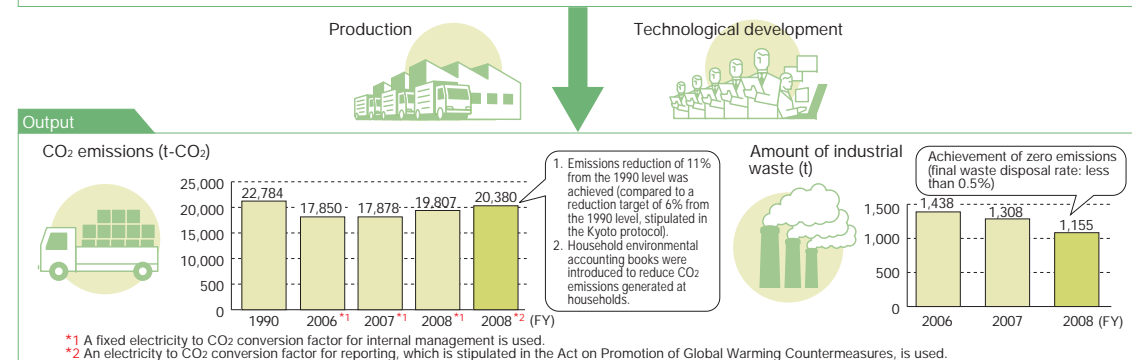 Production
Technological development
Output
CO2 emissions (t-CO2)
25,000
20,000
15,000
10,000
500
0
22,784
17,850
17,878
19,807
20,380
1990
2006 *1
2007 *1
2008 *1
2008 *2 (FY)
1. Emissions reduction of 11%
from the 1990 level was
achieved (compared to a
reduction target of 6% from
the 1990 level, stipulated in
the Kyoto protocol).
2. Household environmental
accounting books were
introduced to reduce CO2
emissions generated at
households.
Amount of industrial
waste (t)
Achievement of zero emissions
(final waste disposal rate: less
than 0.5%)
1,500
1,000
500
0
1,438
1,308
1,155
2006
2007
2008 (FY)
*1 A fixed electricity to CO2 conversion factor for internal management is used.
*2 An electricity to CO2 conversion factor for reporting, which is stipulated in the Act on Promotion of Global Warming Countermeasures, is used.